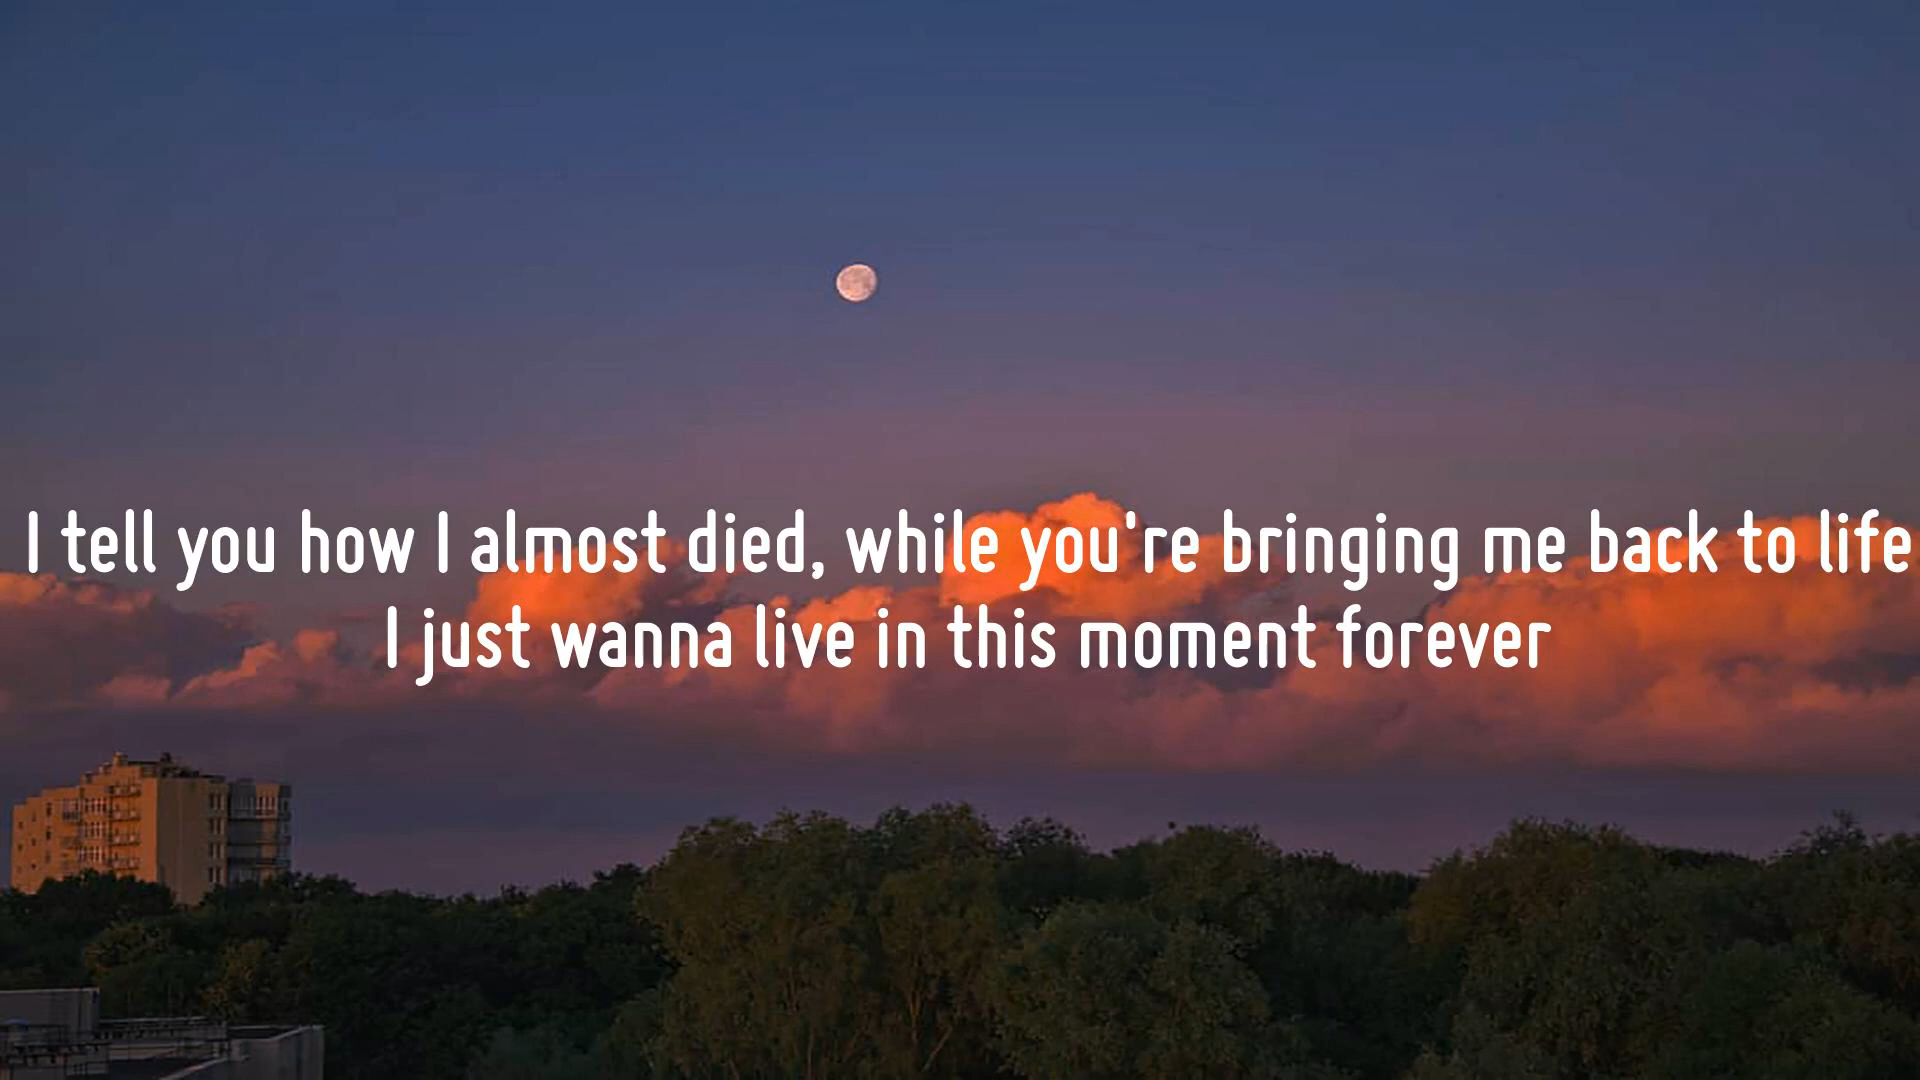 I tell you how I almost died, while you're bringing me back to life
I just wanna live in this moment forever